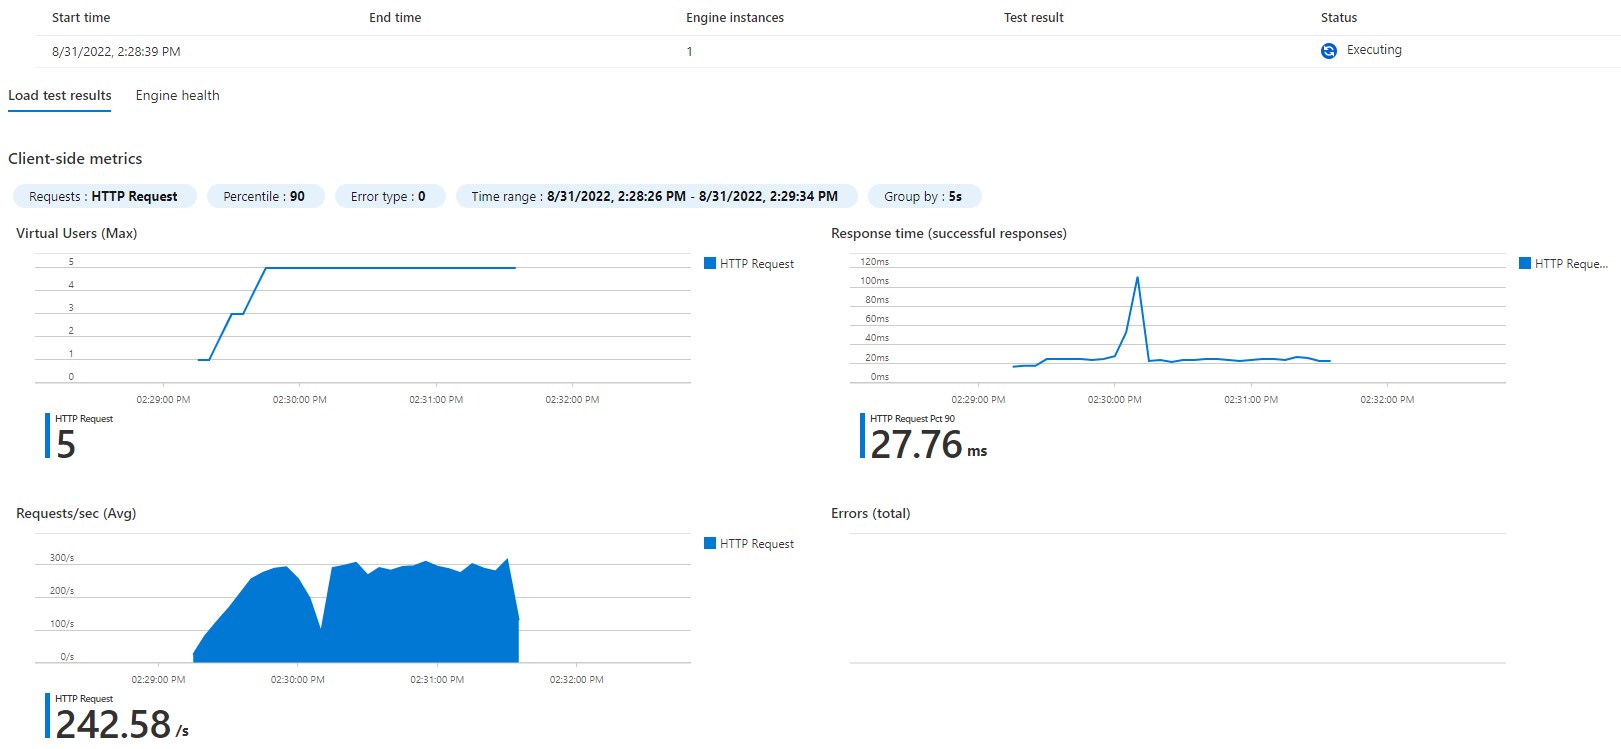 Start time End time Engine instances Test result Status
8/31/2022, 2:28:39 PM 1 Executing
Load test results Engine health
Client-side metrics
Requests : HTTP Request Percentile : 90 Error type : 0 Time range : 8/31/2022, 2:28:26 PM - 8/31/2022, 2:29:34 PM Group by : 5s
Virtual Users (Max)
5
4
3
2
1
0
02:29:00 PM 02:30:00 PM 02:31:00 PM 02:32:00 PM
HTTP Request
HTTP Request
5
Response time (successful responses)
120ms
100ms
80ms
60ms
40ms
20ms
0ms
02:29:00 PM 02:30:00 PM 02:31:00 PM 02:32:00 PM
HTTP Reque...
HTTP Request Pct 90
27.76 ms
Requests/sec (Avg)
300/s
200/s
100/s
0/s
02:29:00 PM 02:30:00 PM 02:31:00 PM 02:32:00 PM
HTTP Request
HTTP Request
242.58 /s
Errors (total)